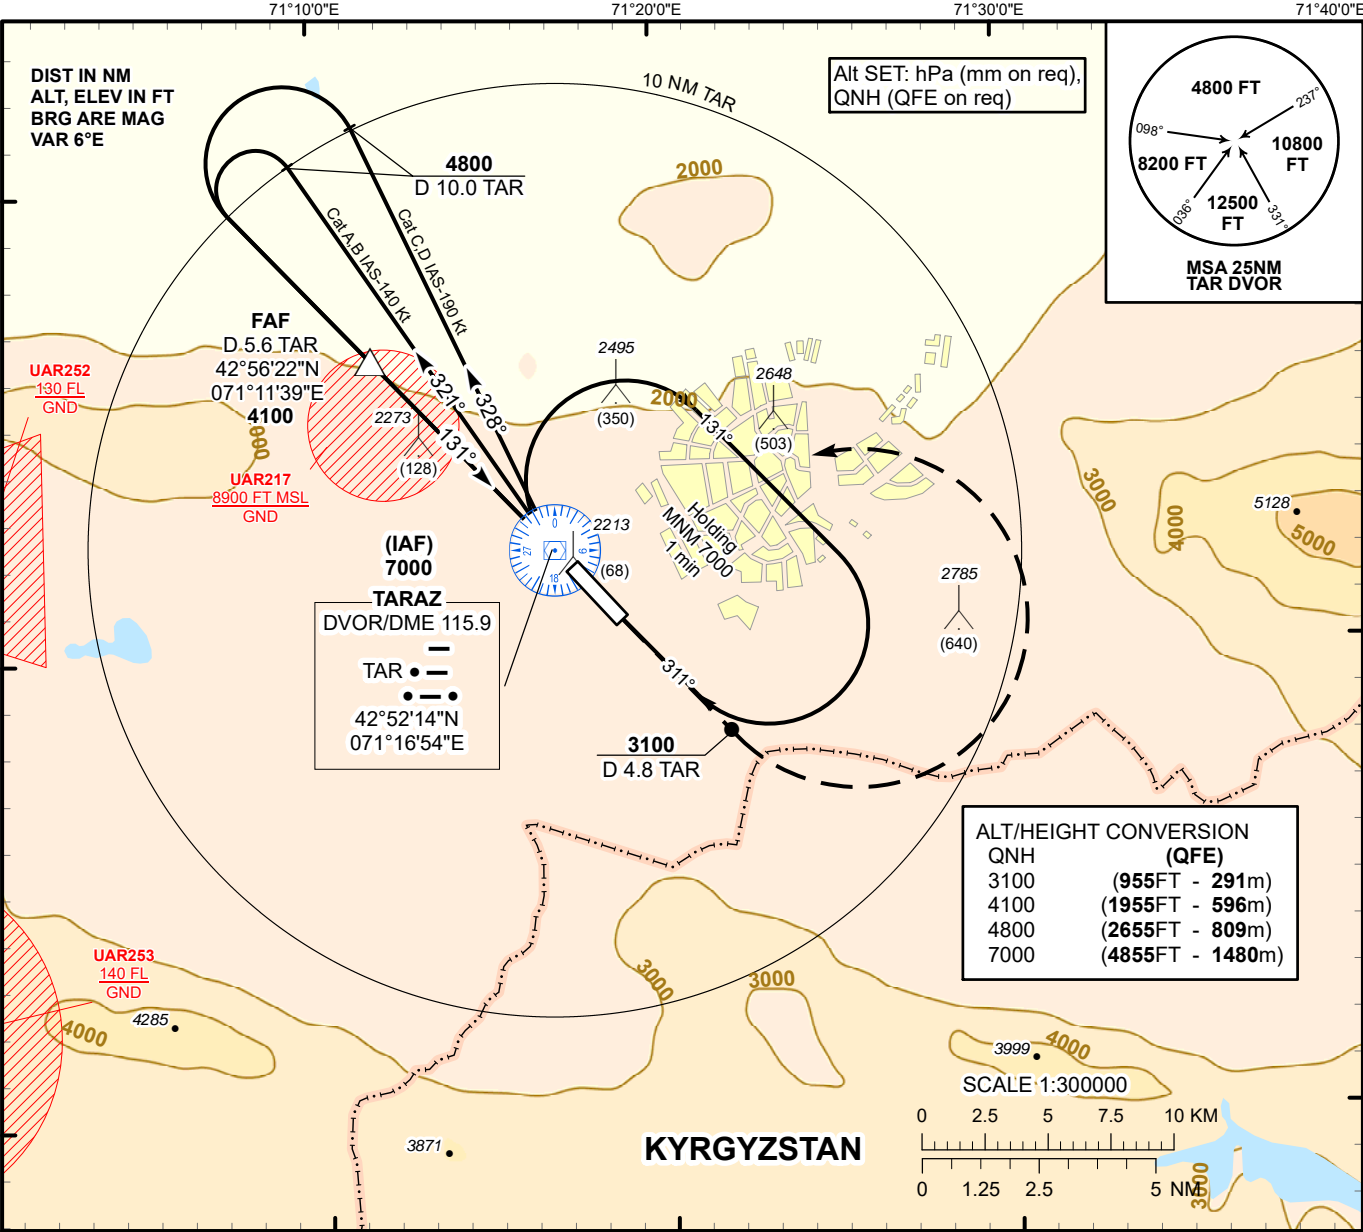 71°10'0"E
71°20'0"E
71°30'0"E
71°40'0"E
DIST IN NM
ALT, ELEV IN FT
BRG ARE MAG
VAR 6°E
10 NM TAR
Alt SET: hPa (mm on req),
QNH (QFE on req)
4800 FT
237°
098°
10800
FT
8200 FT
12500
FT
036°
331°
MSA 25NM
TAR DVOR
4800
D 10.0 TAR
2000
Cat A,B IAS-140 Kt
Cat C,D IAS-190 Kt
FAF
D 5.6 TAR
42°56'22"N
071°11'39"E
4100
UAR252
130 FL
GND
2495
(350)
2648
(503)
2000
321°
328°
131°
131°
2273
(128)
UAR217
8900 FT MSL
GND
3000
4000
5128
5000
0
9
18
27
2213
(68)
Holding
MNM 7000
1 min
(IAF)
7000
TARAZ
DVOR/DME 115.9
TAR
42°52'14"N
071°16'54"E
2785
(640)
311°
3100
D 4.8 TAR
ALT/HEIGHT CONVERSION
QNH (QFE)
3100 (955FT - 291m)
4100 (1955FT - 596m)
4800 (2655FT - 809m)
7000 (4855FT - 1480m)
UAR253
140 FL
GND
4285
4000
3000
3000
3999
4000
SCALE 1:300000
0 2.5 5 7.5 10 KM
0 1.25 2.5 5 NM
3871
KYRGYZSTAN
3000